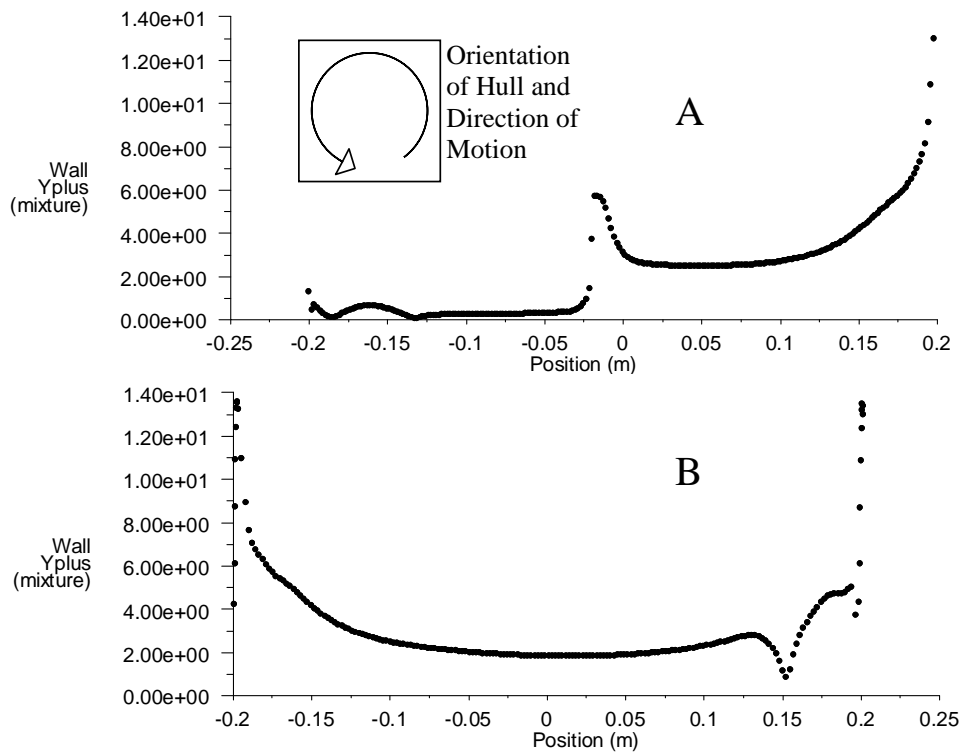 1.40e+01
1.20e+01
1.00e+01
8.00e+00
6.00e+00
4.00e+00
2.00e+00
0.00e+00
Wall
Yplus
(mixture)
Orientation
of Hull and
Direction of
Motion
A
-0.25 -0.2 -0.15 -0.1 -0.05 0 0.05 0.1 0.15 0.2
Position (m)
1.40e+01
1.20e+01
1.00e+01
8.00e+00
6.00e+00
4.00e+00
2.00e+00
0.00e+00
Wall
Yplus
(mixture)
B
-0.2 -0.15 -0.1 -0.05 0 0.05 0.1 0.15 0.2 0.25
Position (m)